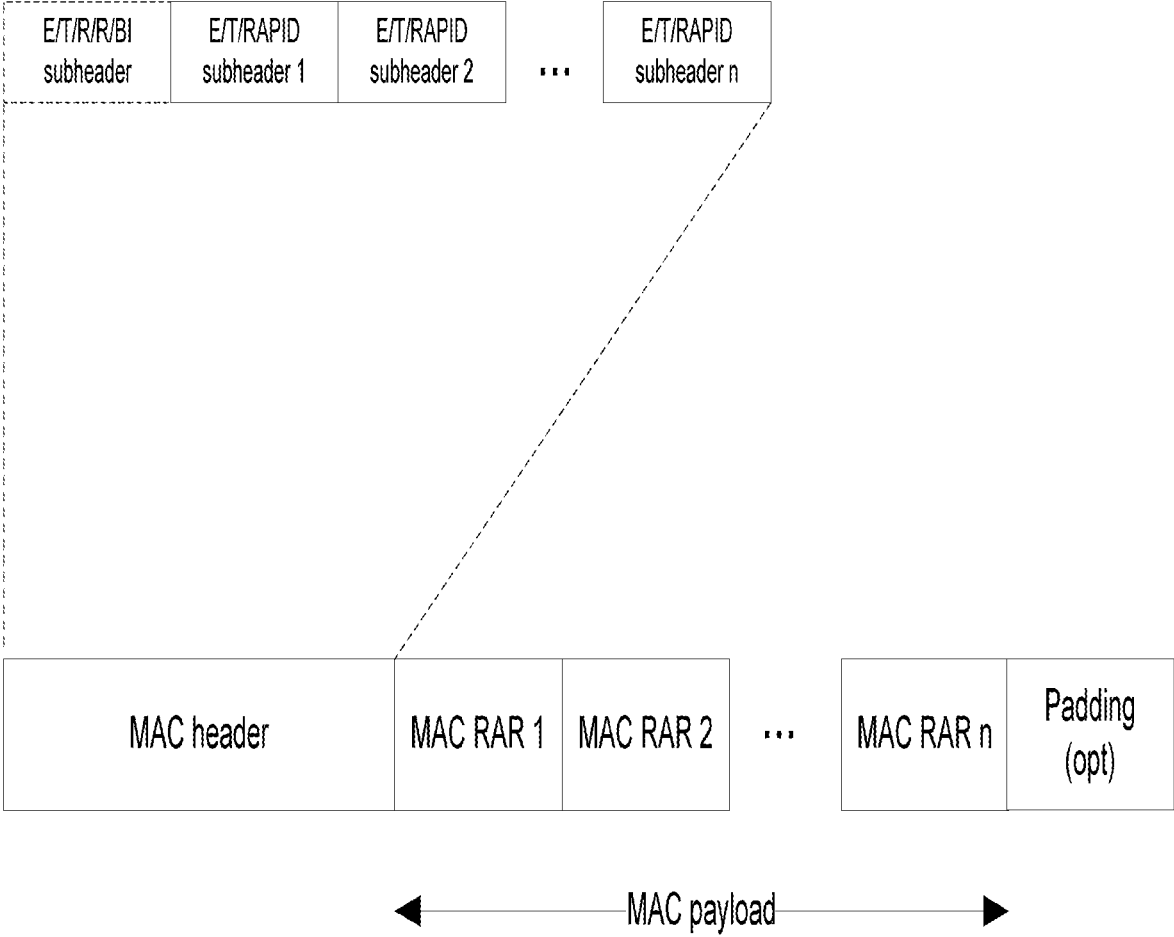 E/T/R/R/BI
subheader
E/T/RAPID
subheader 1
E/T/RAPID
subheader 2
...
E/T/RAPID
subheader n
MAC header
MAC RAR 1
MAC RAR 2
...
MAC RAR n
Padding
(opt)
MAC payload